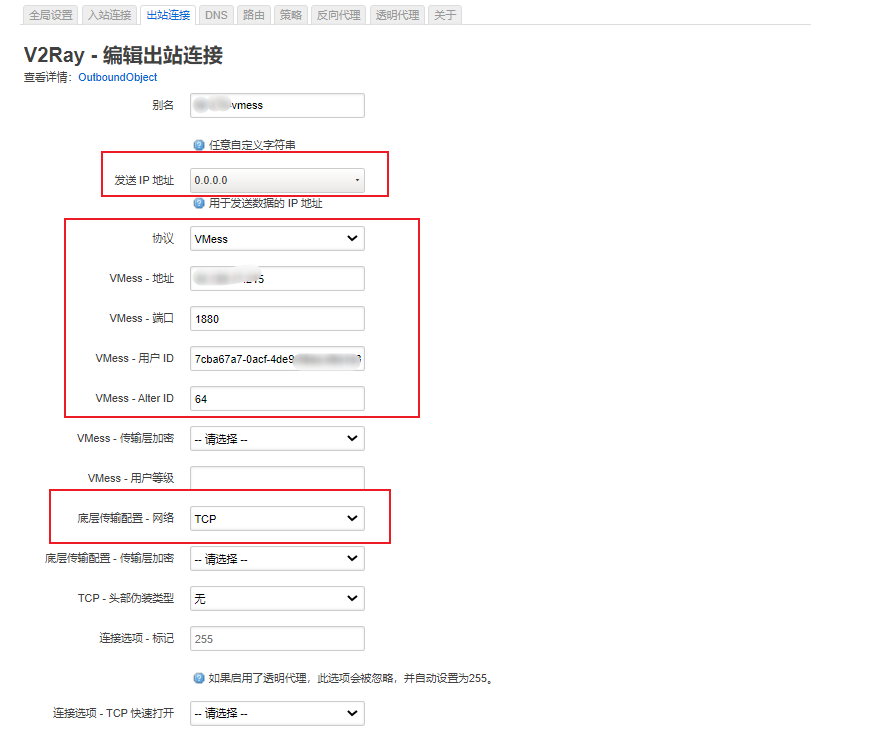 全局设置 入站连接 出站连接 DNS 路由 策略 反向代理 透明代理 关于
V2Ray - 编辑出站连接
查看详情: OutboundObject
别名 -vmess
任意自定义字符串
发送 IP 地址 0.0.0.0
用于发送数据的 IP 地址
协议 VMess
VMess - 地址
VMess - 端口 1880
VMess - 用户 ID 7cba67a7-0acf-4de9
VMess - Alter ID 64
VMess - 传输层加密 -- 请选择 --
VMess - 用户等级
底层传输配置 - 网络 TCP
底层传输配置 - 传输层加密 -- 请选择 --
TCP - 头部伪装类型 无
连接选项 - 标记 255
如果启用了透明代理，此选项会被忽略，并自动设置为255。
连接选项 - TCP 快速打开 -- 请选择 --